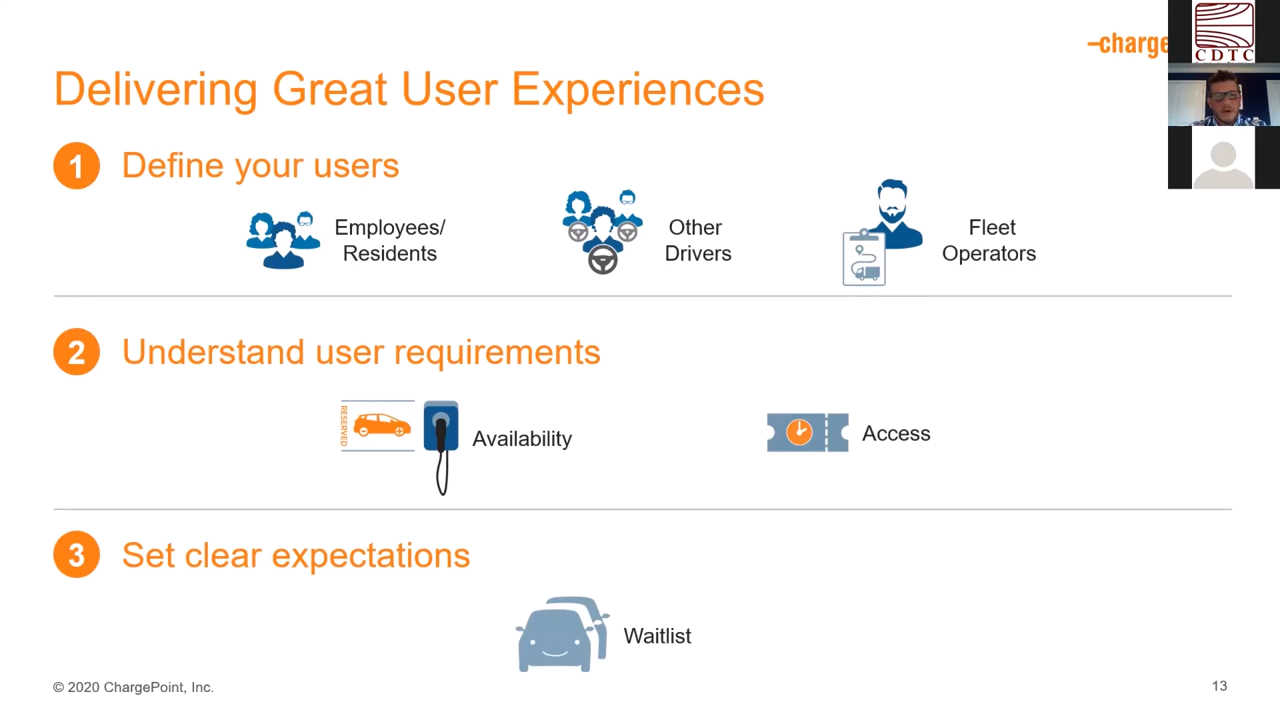 -charge
CDTC
Delivering Great User Experiences
1 Define your users
Employees/
Residents
Other
Drivers
Fleet
Operators
2 Understand user requirements
RESERVED
Availability
Access
3 Set clear expectations
Waitlist
© 2020 ChargePoint, Inc.
13